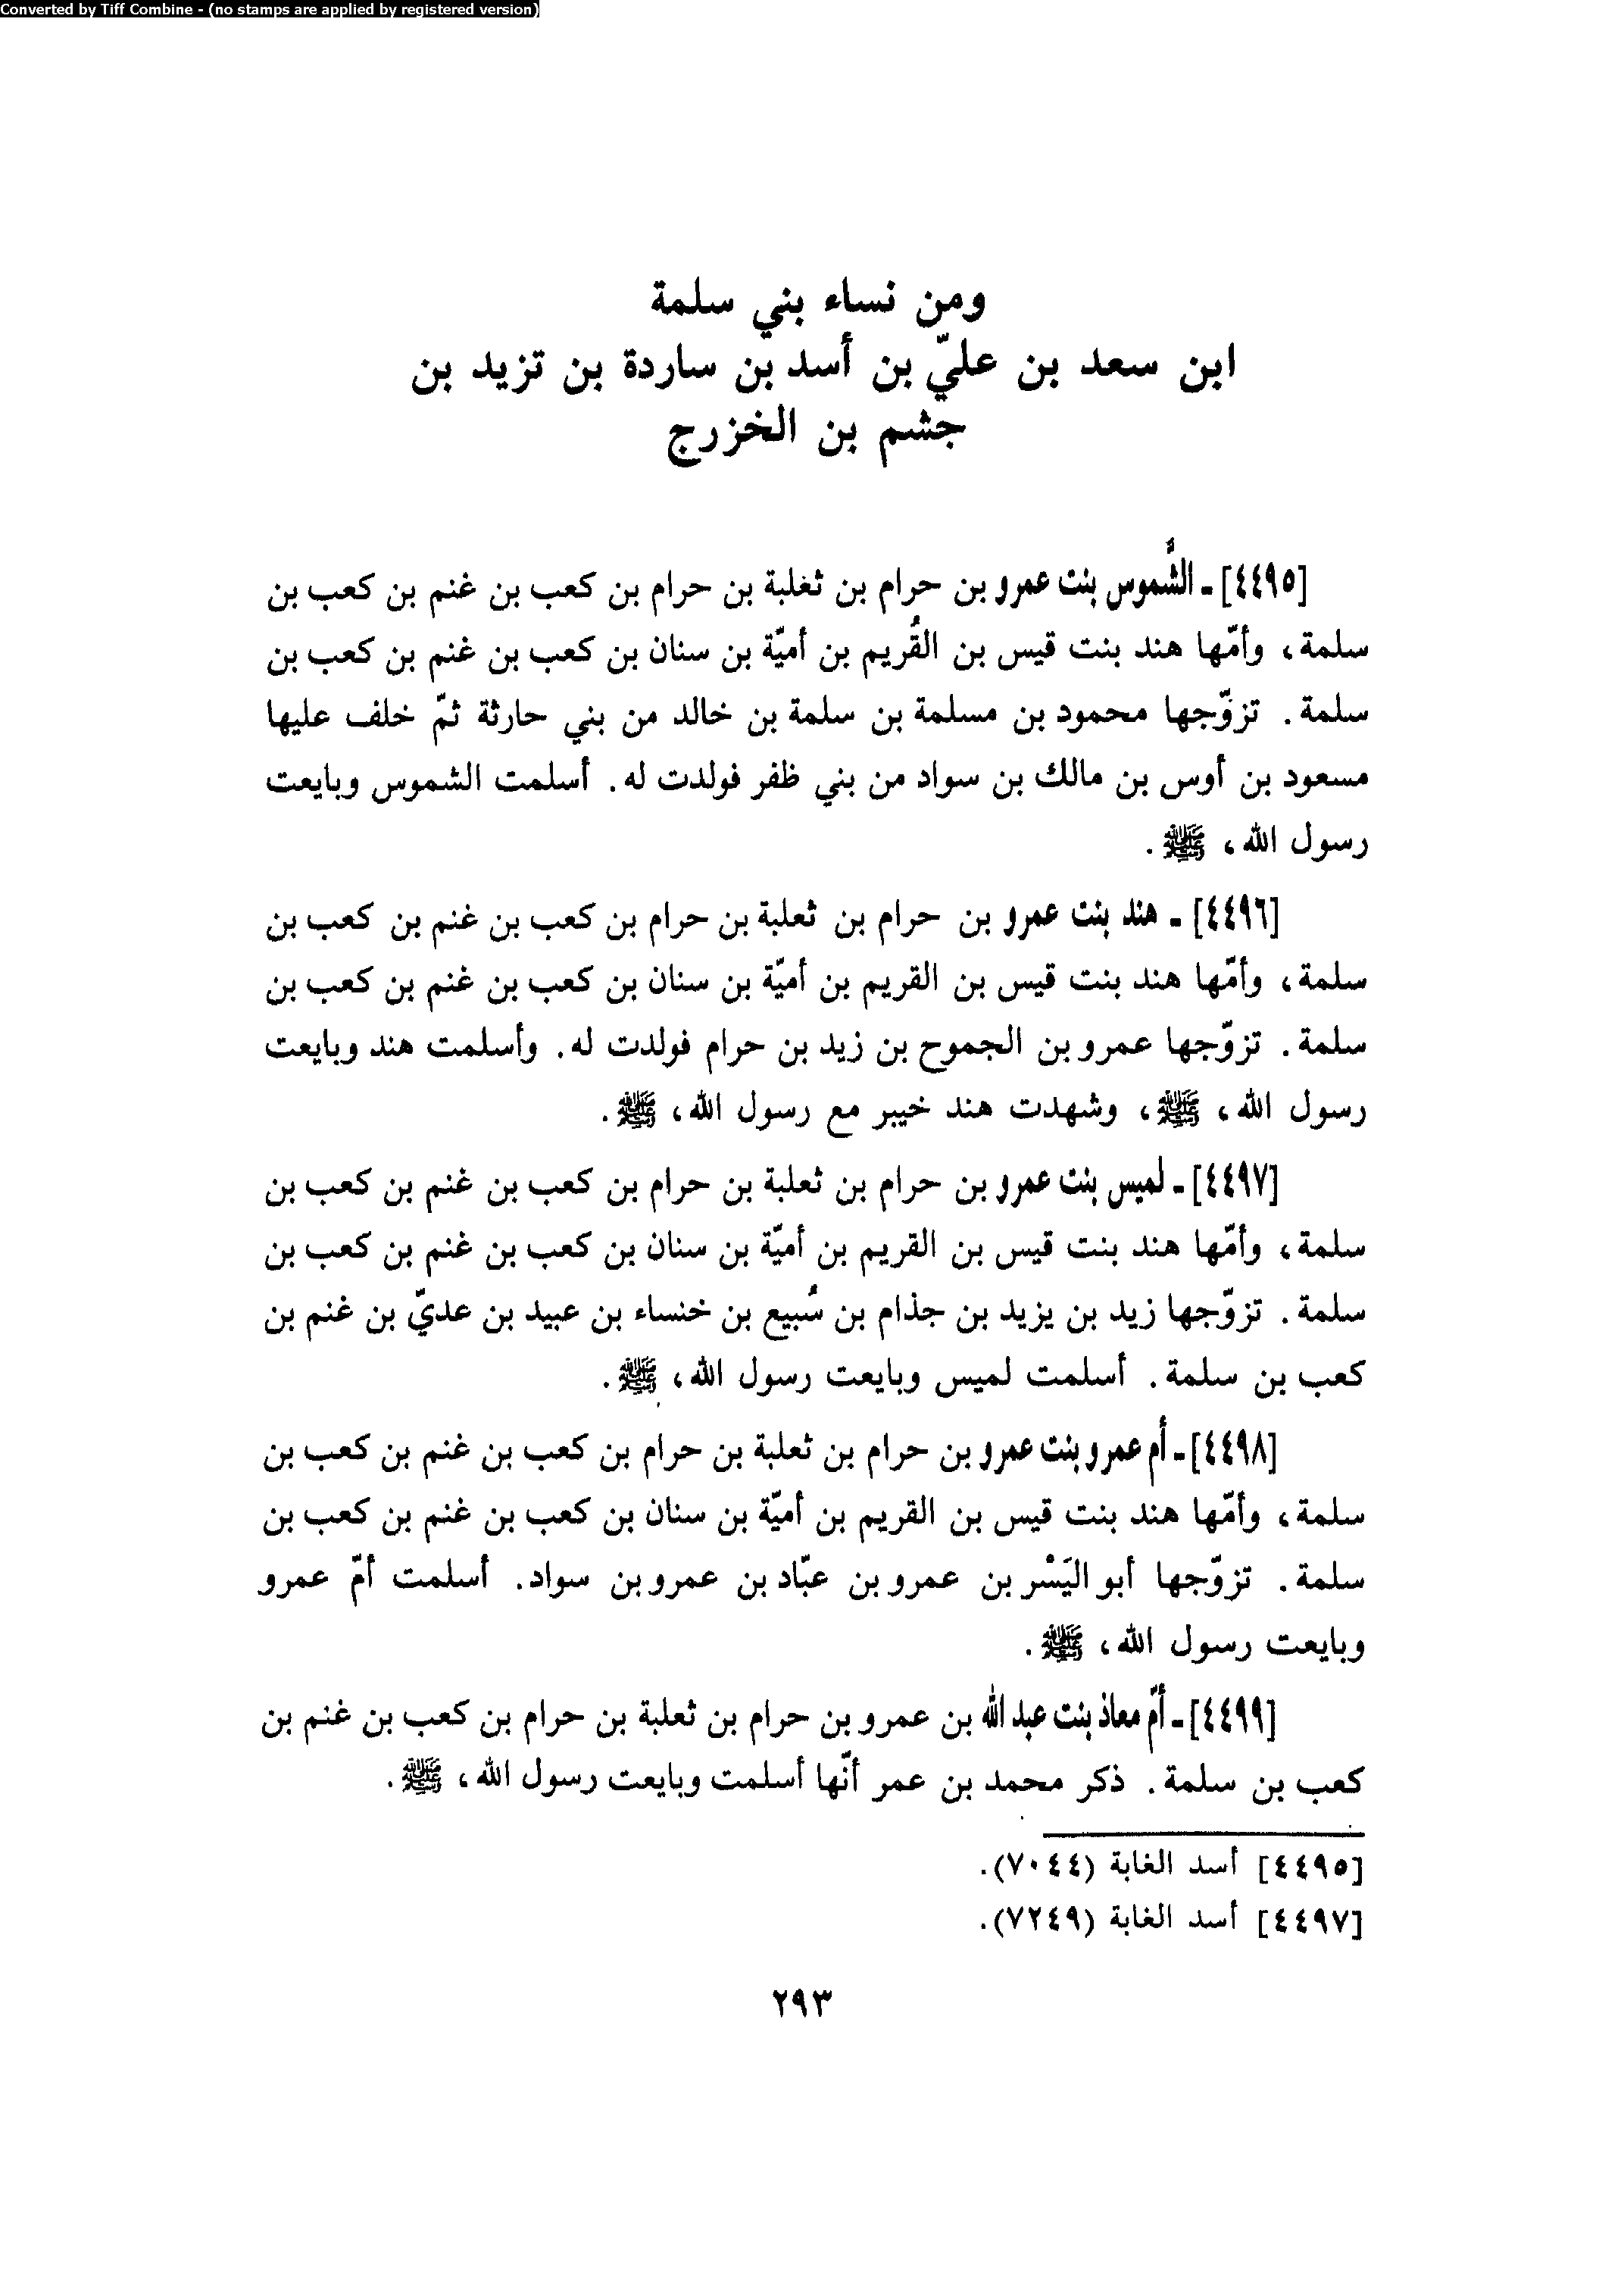 Converted by Tiff Combine - (no stamps are applied by registered version)
ومن نساء بني سلمة
ابن سعد بن عليّ بن أسد بن ساردة بن تزيد بن
جشم بن الخزرج
[٤٤٩٥] - الشُّموس بنت عمرو بن حرام بن ثغلبة بن حرام بن كعب بن غنم بن كعب بن
سلمة، وأمّها هند بنت قيس بن القُريم بن أميّة بن سنان بن كعب بن غنم بن كعب بن
سلمة. تزوّجها محمود بن مسلمة بن سلمة بن خالد من بني حارثة ثمّ خلف عليها
مسعود بن أوس بن مالك بن سواد من بني ظفر فولدت له. أسلمت الشموس وبايعت
رسول الله، ﷺ.
[٤٤٩٦] - هند بنت عمرو بن حرام بن ثعلبة بن حرام بن كعب بن غنم بن كعب بن
سلمة، وأمّها هند بنت قيس بن القريم بن أميّة بن سنان بن كعب بن غنم بن كعب بن
سلمة. تزوّجها عمرو بن الجموح بن زيد بن حرام فولدت له. وأسلمت هند وبايعت
رسول الله، ﷺ، وشهدت هند خيبر مع رسول الله، ﷺ.
[٤٤٩٧] - لميس بنت عمرو بن حرام بن ثعلبة بن حرام بن كعب بن غنم بن كعب بن
سلمة، وأمّها هند بنت قيس بن القريم بن أميّة بن سنان بن كعب بن غنم بن كعب بن
سلمة. تزوّجها زيد بن يزيد بن جذام بن سُبيع بن خنساء بن عبيد بن عديّ بن غنم بن
كعب بن سلمة. أسلمت لميس وبايعت رسول الله، ﷺ.
[٤٤٩٨] - أم عمرو بنت عمرو بن حرام بن ثعلبة بن حرام بن كعب بن غنم بن كعب بن
سلمة، وأمّها هند بنت قيس بن القريم بن أميّة بن سنان بن كعب بن غنم بن كعب بن
سلمة. تزوّجها أبو اليَسْر بن عمرو بن عبّاد بن عمرو بن سواد. أسلمت أمّ عمرو
وبايعت رسول الله، ﷺ.
[٤٤٩٩] - أمّ معاذ بنت عبد الله بن عمرو بن حرام بن ثعلبة بن حرام بن كعب بن غنم بن
كعب بن سلمة. ذكر محمد بن عمر أنّها أسلمت وبايعت رسول الله، ﷺ.
[٤٤٩٥] أسد الغابة (٧٠٤٤).
[٤٤٩٧] أسد الغابة (٧٢٤٩).
٢٩٣